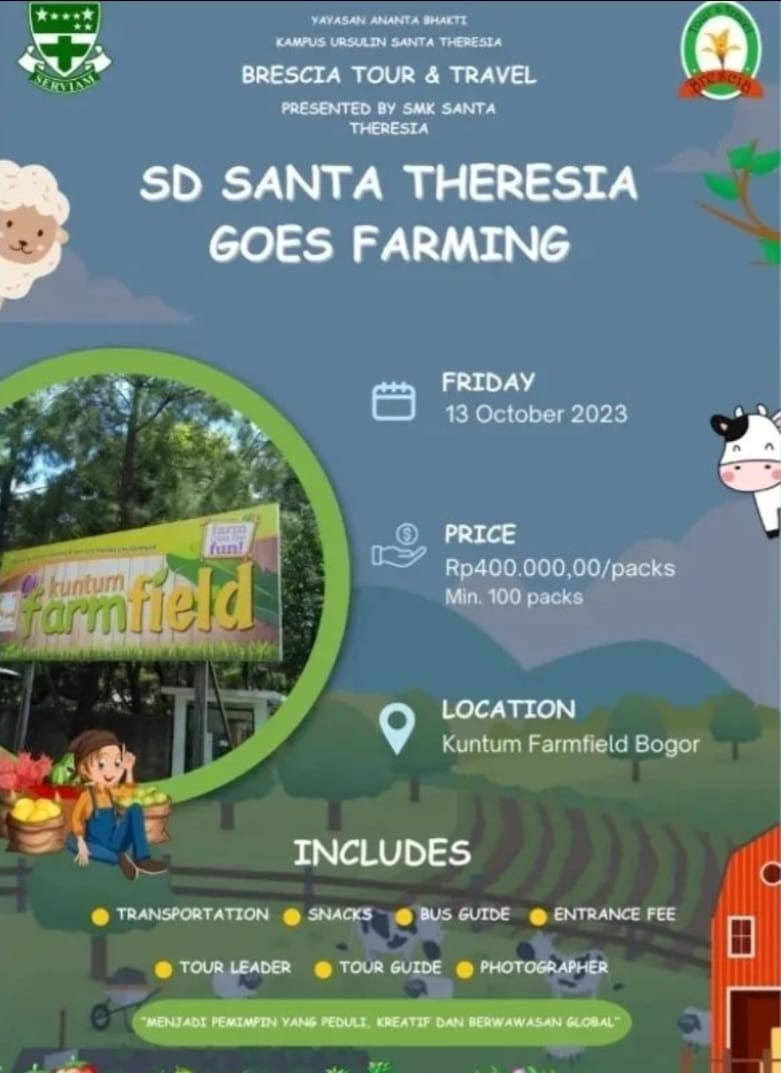 YAYASAN ANANTA BHAKTI
KAMPUS URSULIN SANTA THERESIA
BRESCIA TOUR & TRAVEL
PRESENTED BY SMK SANTA
THERESIA
SERVIAM
Tour & Travel
Brescia
SD SANTA THERESIA
GOES FARMING
FRIDAY
13 October 2023
farm
fun!
kuntum
farmfield
PRICE
Rp400.000,00/packs
Min. 100 packs
LOCATION
Kuntum Farmfield Bogor
INCLUDES
TRANSPORTATION SNACKS BUS GUIDE ENTRANCE FEE
TOUR LEADER TOUR GUIDE PHOTOGRAPHER
"MENJADI PEMIMPIN YANG PEDULI, KREATIF DAN BERWAWASAN GLOBAL"